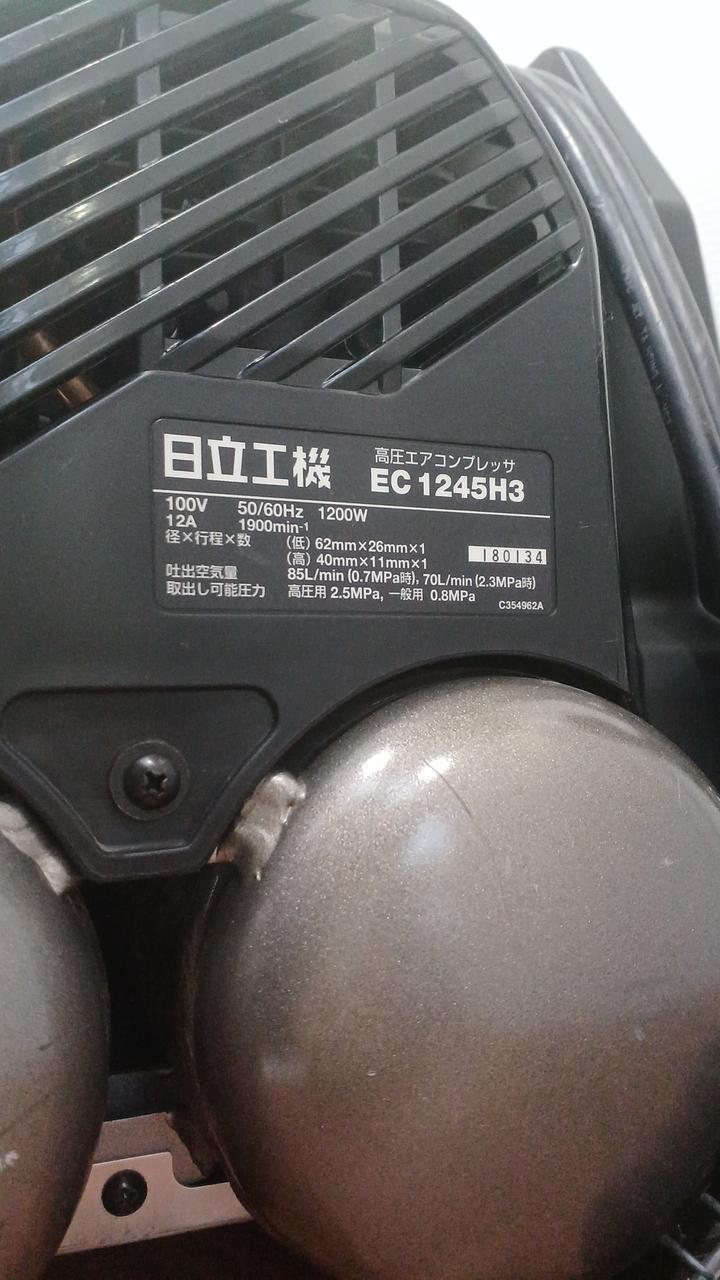 日立工機 高圧エアコンプレッサ
EC 1245H3
100V 50/60Hz 1200W
12A 1900min-1
径×行程×数 (低) 62mm×26mm×1
(高) 40mm×11mm×1
180134
吐出空気量 85L/min (0.7MPa時), 70L/min (2.3MPa時)
取出し可能圧力 高圧用 2.5MPa, 一般用 0.8MPa
C354962A